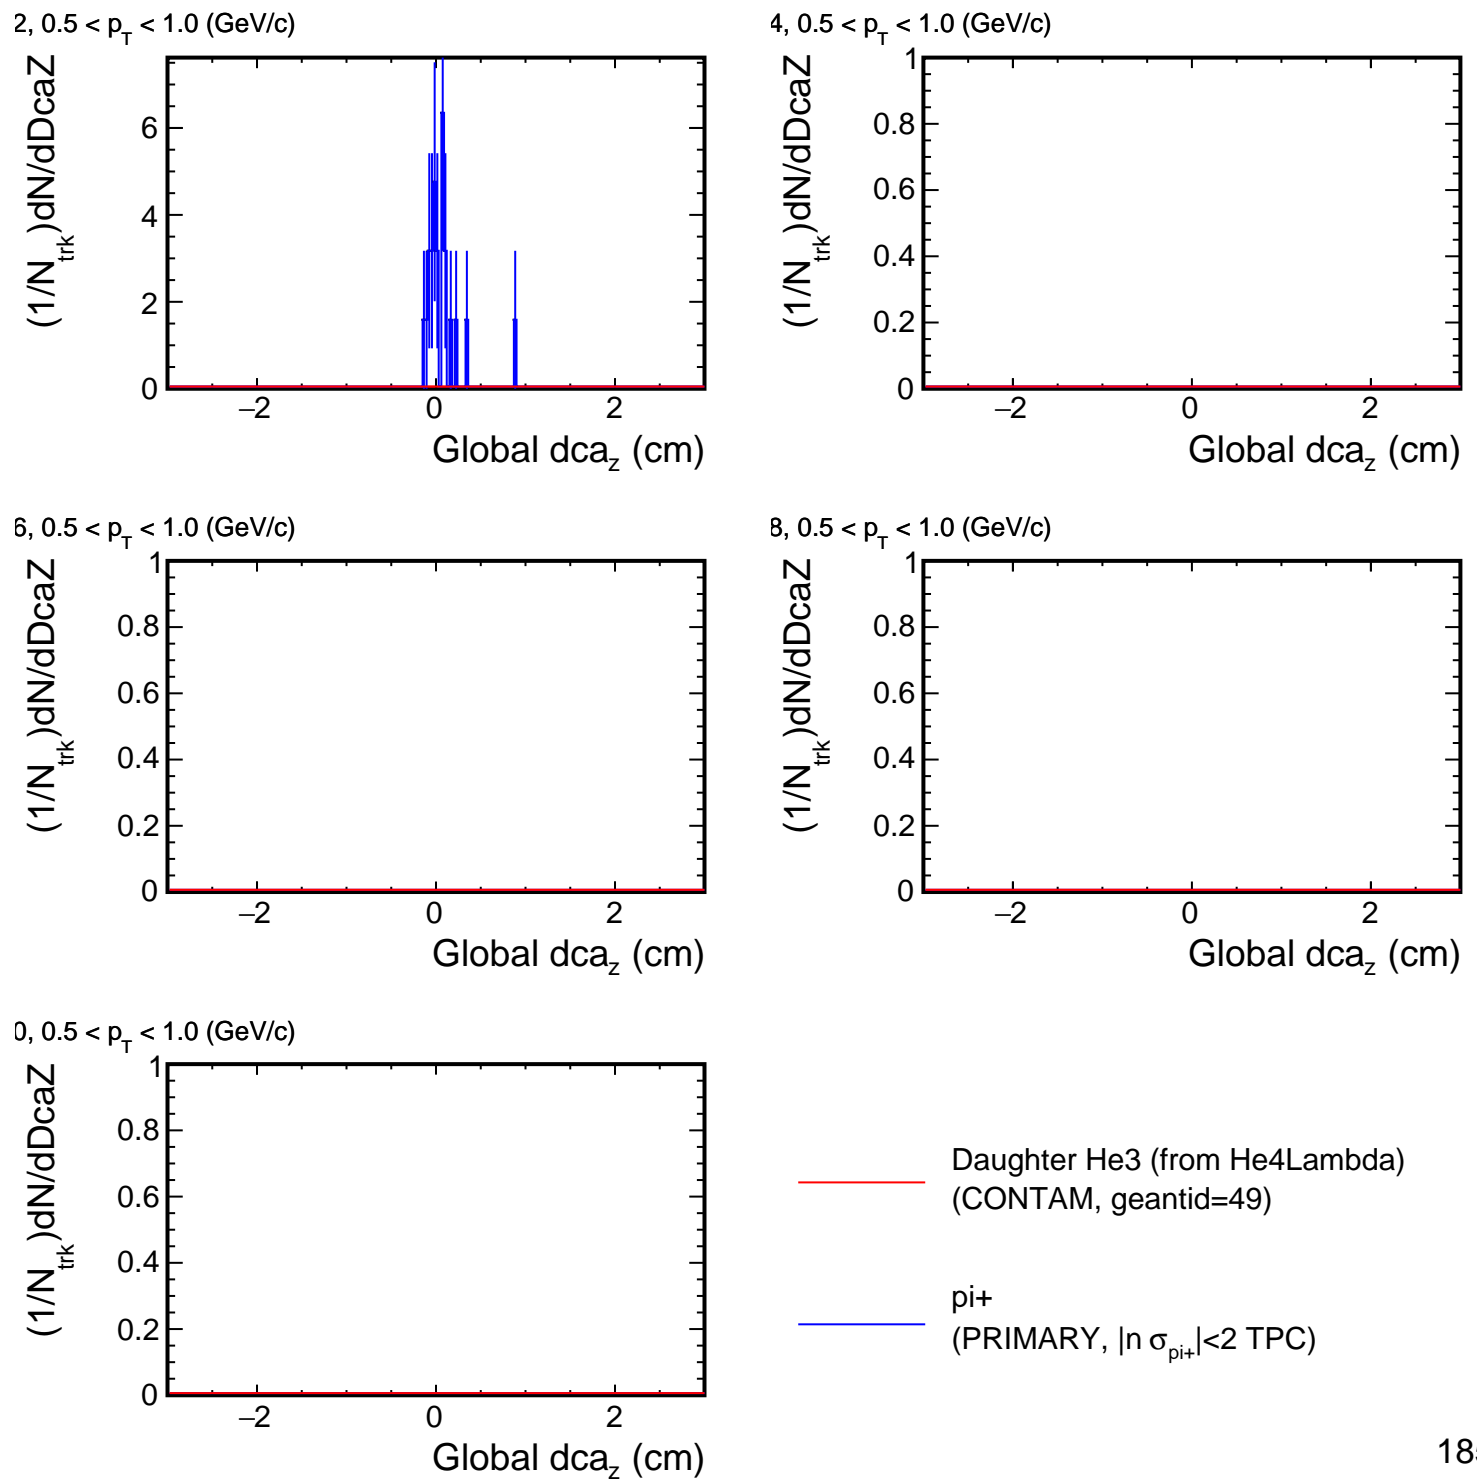 2, 0.5 < p_T < 1.0 (GeV/c)
(1/N_trk)dN/dDcaZ
6
4
2
0
−2 0 2
Global dca_z (cm)
4, 0.5 < p_T < 1.0 (GeV/c)
(1/N_trk)dN/dDcaZ
1
0.8
0.6
0.4
0.2
0
−2 0 2
Global dca_z (cm)
6, 0.5 < p_T < 1.0 (GeV/c)
(1/N_trk)dN/dDcaZ
1
0.8
0.6
0.4
0.2
0
−2 0 2
Global dca_z (cm)
8, 0.5 < p_T < 1.0 (GeV/c)
(1/N_trk)dN/dDcaZ
1
0.8
0.6
0.4
0.2
0
−2 0 2
Global dca_z (cm)
0, 0.5 < p_T < 1.0 (GeV/c)
(1/N_trk)dN/dDcaZ
1
0.8
0.6
0.4
0.2
0
−2 0 2
Global dca_z (cm)
Daughter He3 (from He4Lambda)
(CONTAM, geantid=49)
pi+
(PRIMARY, |n σ_pi+|<2 TPC)
18